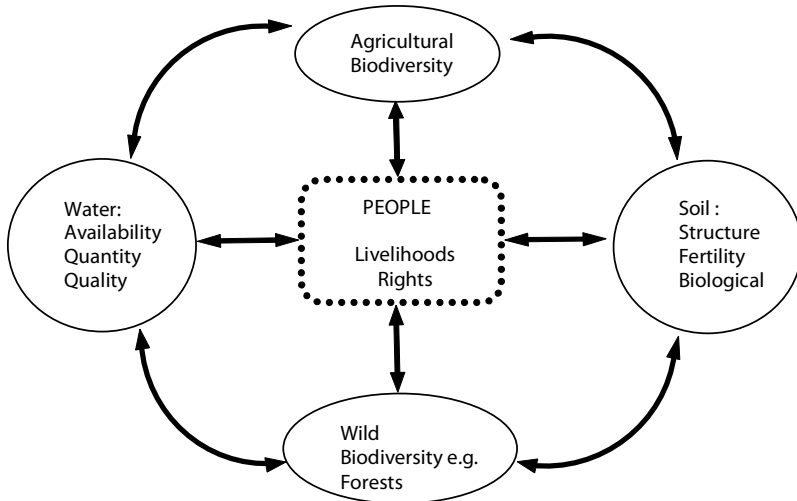 Agricultural
Biodiversity
Water:
Availability
Quantity
Quality
PEOPLE
Livelihoods
Rights
Soil :
Structure
Fertility
Biological
Wild
Biodiversity e.g.
Forests